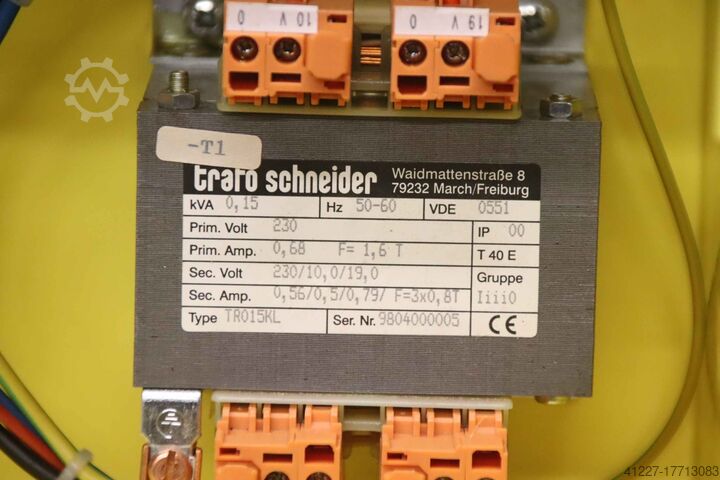 0 10 V
0 19 V
-T1
trafo schneider
Waidmattenstraße 8
79232 March/Freiburg
kVA 0,15 Hz 50-60 VDE 0551
Prim. Volt 230 IP 00
Prim. Amp. 0,68 F= 1,6 T T 40 E
Sec. Volt 230/10,0/19,0 Gruppe
Sec. Amp. 0,56/0,5/0,79/ F=3x0,8T Iiii0
Type TR015KL Ser. Nr. 9804000005 CE
41227-17713083